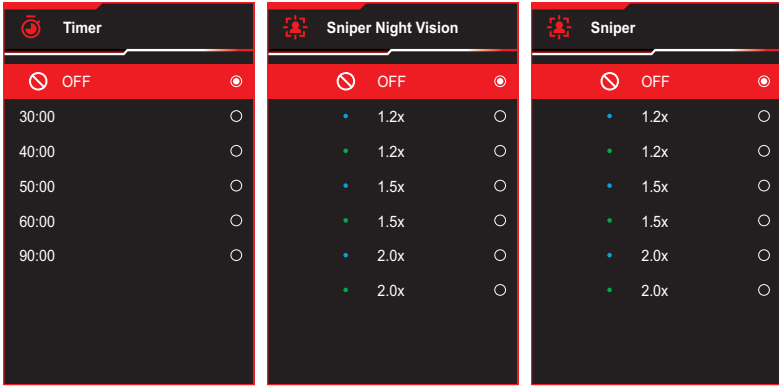 Timer
OFF
30:00
40:00
50:00
60:00
90:00
Sniper Night Vision
OFF
1.2x
1.2x
1.5x
1.5x
2.0x
2.0x
Sniper
OFF
1.2x
1.2x
1.5x
1.5x
2.0x
2.0x